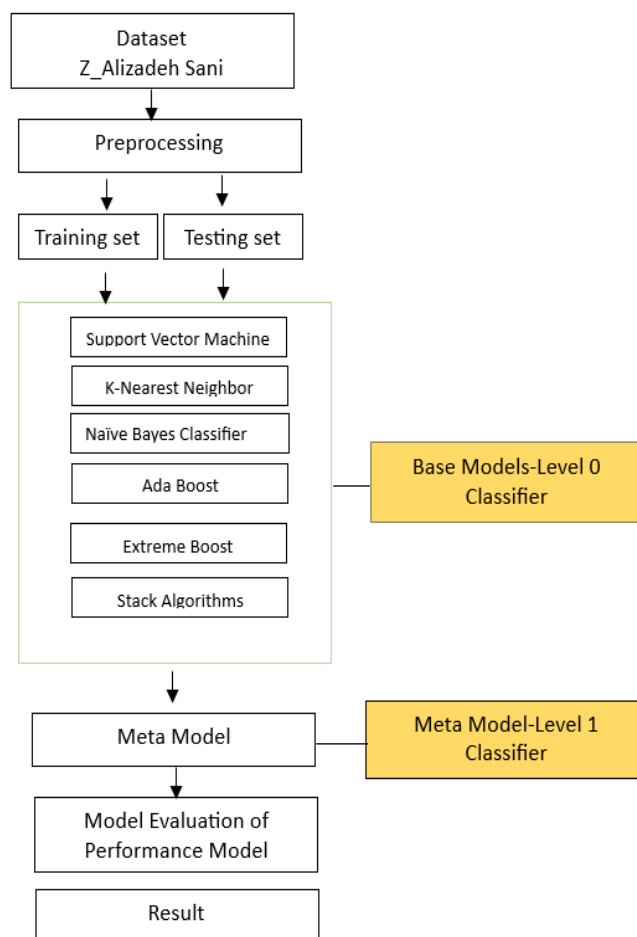 Dataset
Z_Alizadeh Sani
Preprocessing
Training set
Testing set
Support Vector Machine
K-Nearest Neighbor
Naïve Bayes Classifier
Ada Boost
Extreme Boost
Stack Algorithms
Base Models-Level 0
Classifier
Meta Model
Meta Model-Level 1
Classifier
Model Evaluation of
Performance Model
Result